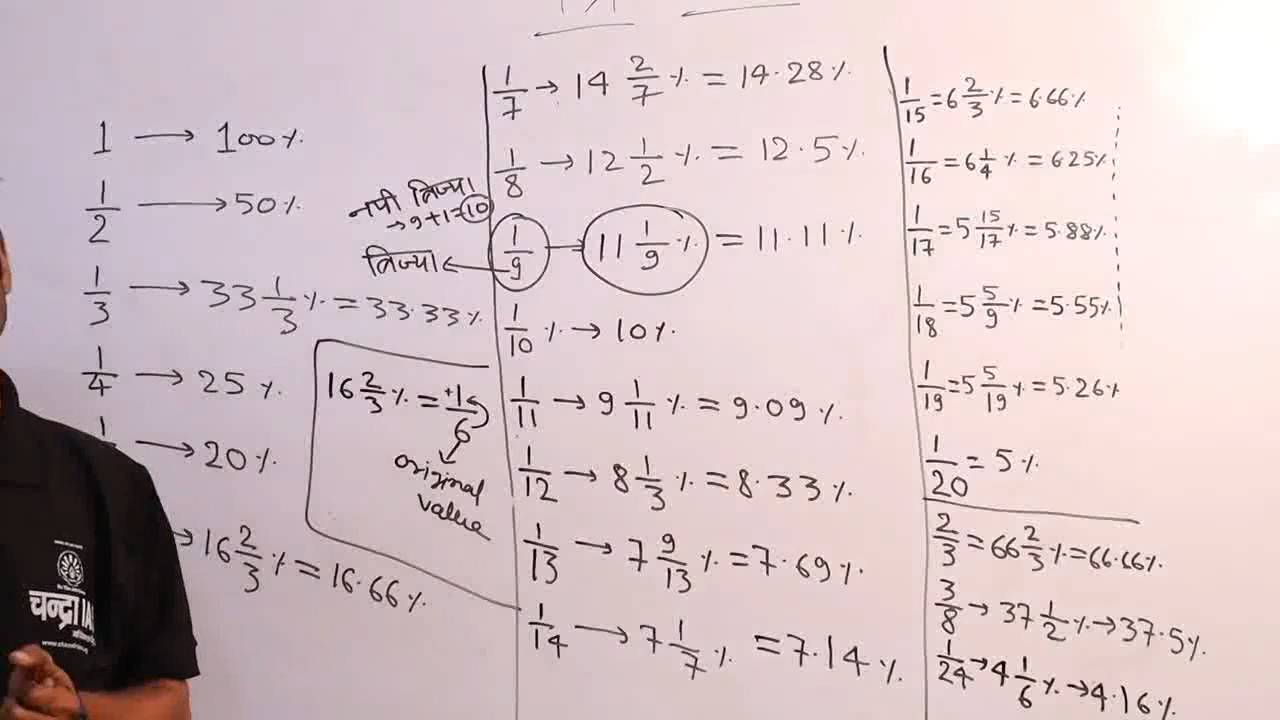 1 → 100%
1/2 → 50%
1/3 → 33 1/3 % = 33.33%
1/4 → 25%
→ 20%
→ 16 2/3 % = 16.66%
नयी त्रिज्या
→ 9+1=10
त्रिज्या ←
16 2/3 % = +1/6
original
value
1/7 → 14 2/7 % = 14.28%
1/8 → 12 1/2 % = 12.5%
1/9 → 11 1/9 % = 11.11%
1/10 % → 10%
1/11 → 9 1/11 % = 9.09%
1/12 → 8 1/3 % = 8.33%
1/13 → 7 9/13 % = 7.69%
1/14 → 7 1/7 % = 7.14%
1/15 = 6 2/3 % = 6.66%
1/16 = 6 1/4 % = 6.25%
1/17 = 5 15/17 % = 5.88%
1/18 = 5 5/9 % = 5.55%
1/19 = 5 5/19 % = 5.26%
1/20 = 5%
2/3 = 66 2/3 % = 66.66%
3/8 → 37 1/2 % → 37.5%
1/24 → 4 1/6 % → 4.16%
चन्द्रा IA